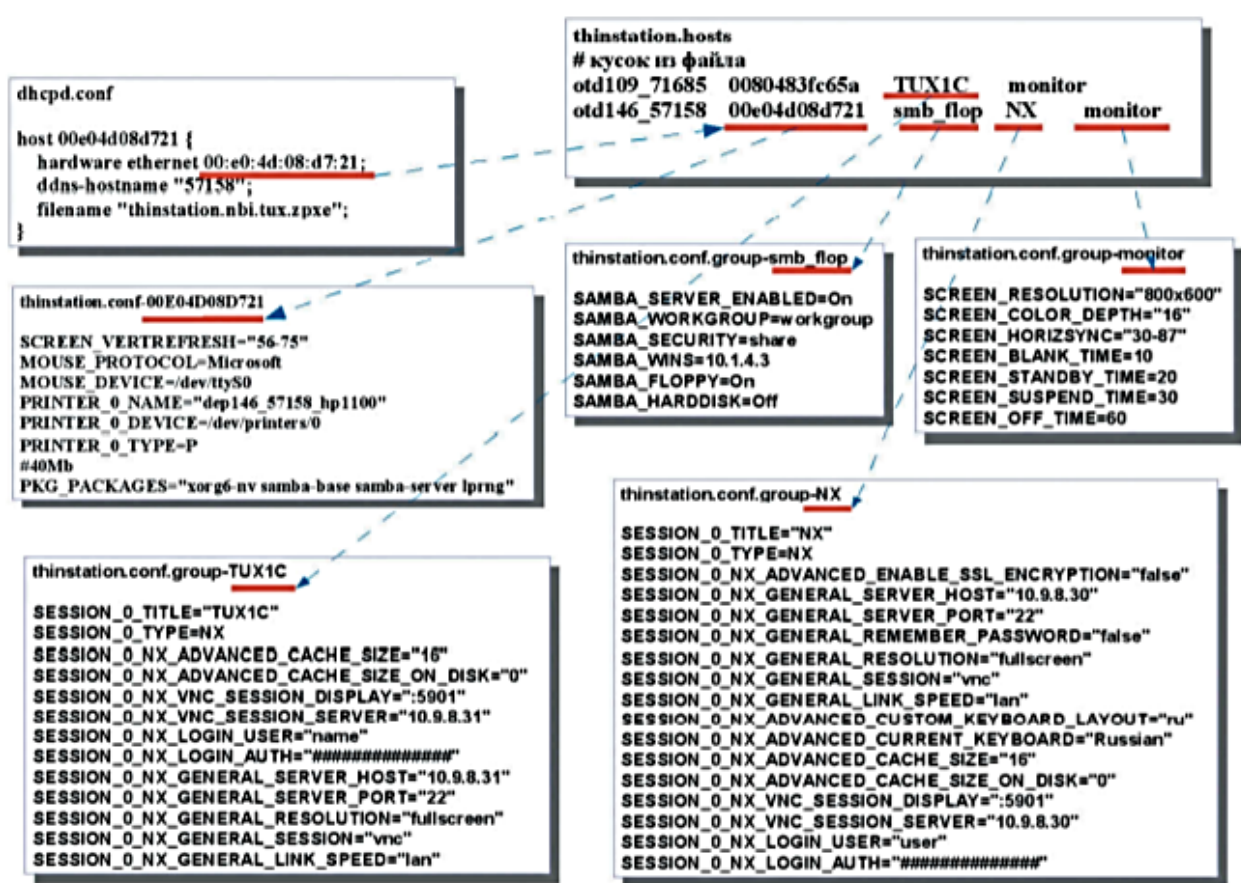 thinstation.hosts
# кусок из файла
otd109_71685 0080483fc65a TUX1C monitor
otd146_57158 00e04d08d721 smb_flop NX monitor
dhcpd.conf
host 00e04d08d721 {
hardware ethernet 00:e0:4d:08:d7:21;
ddns-hostname "57158";
filename "thinstation.nbi.tux.zpxe";
}
thinstation.conf-00E04D08D721
SCREEN_VERTREFRESH="56-75"
MOUSE_PROTOCOL=Microsoft
MOUSE_DEVICE=/dev/ttyS0
PRINTER_0_NAME="dep146_57158_hp1100"
PRINTER_0_DEVICE=/dev/printers/0
PRINTER_0_TYPE=P
#40Mb
PKG_PACKAGES="xorg6-nv samba-base samba-server lprng"
thinstation.conf.group-smb_flop
SAMBA_SERVER_ENABLED=On
SAMBA_WORKGROUP=workgroup
SAMBA_SECURITY=share
SAMBA_WINS=10.1.4.3
SAMBA_FLOPPY=On
SAMBA_HARDDISK=Off
thinstation.conf.group-monitor
SCREEN_RESOLUTION="800x600"
SCREEN_COLOR_DEPTH="16"
SCREEN_HORIZSYNC="30-87"
SCREEN_BLANK_TIME=10
SCREEN_STANDBY_TIME=20
SCREEN_SUSPEND_TIME=30
SCREEN_OFF_TIME=60
thinstation.conf.group-TUX1C
SESSION_0_TITLE="TUX1C"
SESSION_0_TYPE=NX
SESSION_0_NX_ADVANCED_CACHE_SIZE="16"
SESSION_0_NX_ADVANCED_CACHE_SIZE_ON_DISK="0"
SESSION_0_NX_VNC_SESSION_DISPLAY=":5901"
SESSION_0_NX_VNC_SESSION_SERVER="10.9.8.31"
SESSION_0_NX_LOGIN_USER="name"
SESSION_0_NX_LOGIN_AUTH="##############"
SESSION_0_NX_GENERAL_SERVER_HOST="10.9.8.31"
SESSION_0_NX_GENERAL_SERVER_PORT="22"
SESSION_0_NX_GENERAL_RESOLUTION="fullscreen"
SESSION_0_NX_GENERAL_SESSION="vnc"
SESSION_0_NX_GENERAL_LINK_SPEED="lan"
thinstation.conf.group-NX
SESSION_0_TITLE="NX"
SESSION_0_TYPE=NX
SESSION_0_NX_ADVANCED_ENABLE_SSL_ENCRYPTION="false"
SESSION_0_NX_GENERAL_SERVER_HOST="10.9.8.30"
SESSION_0_NX_GENERAL_SERVER_PORT="22"
SESSION_0_NX_GENERAL_REMEMBER_PASSWORD="false"
SESSION_0_NX_GENERAL_RESOLUTION="fullscreen"
SESSION_0_NX_GENERAL_SESSION="vnc"
SESSION_0_NX_GENERAL_LINK_SPEED="lan"
SESSION_0_NX_ADVANCED_CUSTOM_KEYBOARD_LAYOUT="ru"
SESSION_0_NX_ADVANCED_CURRENT_KEYBOARD="Russian"
SESSION_0_NX_ADVANCED_CACHE_SIZE="16"
SESSION_0_NX_ADVANCED_CACHE_SIZE_ON_DISK="0"
SESSION_0_NX_VNC_SESSION_DISPLAY=":5901"
SESSION_0_NX_VNC_SESSION_SERVER="10.9.8.30"
SESSION_0_NX_LOGIN_USER="user"
SESSION_0_NX_LOGIN_AUTH="##############"